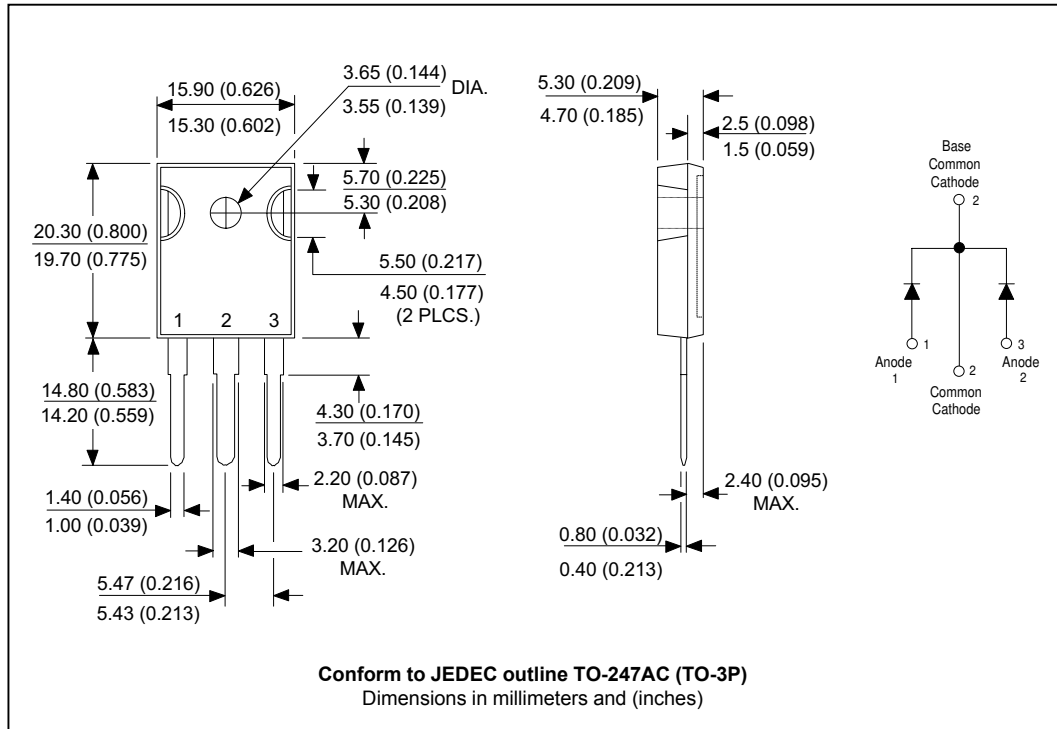 15.90 (0.626)
15.30 (0.602)
3.65 (0.144)
3.55 (0.139)
DIA.
5.30 (0.209)
4.70 (0.185)
2.5 (0.098)
1.5 (0.059)
5.70 (0.225)
5.30 (0.208)
20.30 (0.800)
19.70 (0.775)
5.50 (0.217)
4.50 (0.177)
(2 PLCS.)
1 2 3
14.80 (0.583)
14.20 (0.559)
4.30 (0.170)
3.70 (0.145)
1.40 (0.056)
1.00 (0.039)
2.20 (0.087)
MAX.
3.20 (0.126)
MAX.
5.47 (0.216)
5.43 (0.213)
2.40 (0.095)
MAX.
0.80 (0.032)
0.40 (0.213)
Base
Common
Cathode
2
1
Anode
1
2
Common
Cathode
3
Anode
2
Conform to JEDEC outline TO-247AC (TO-3P)
Dimensions in millimeters and (inches)